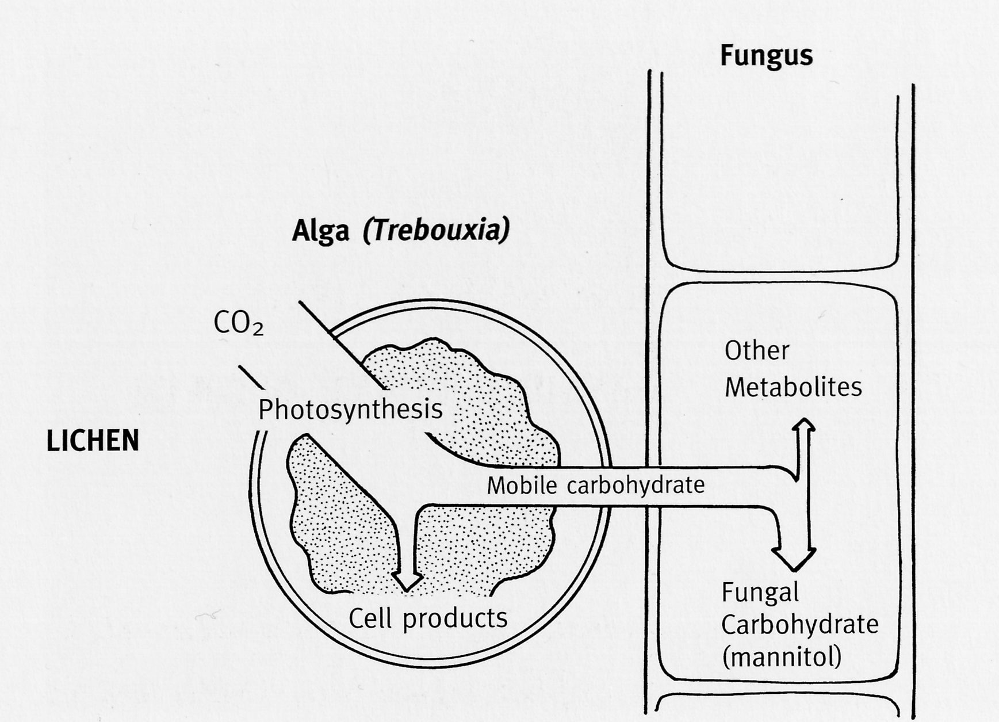 Fungus
Alga (Trebouxia)
CO₂
Photosynthesis
LICHEN
Other
Metabolites
Mobile carbohydrate
Cell products
Fungal
Carbohydrate
(mannitol)